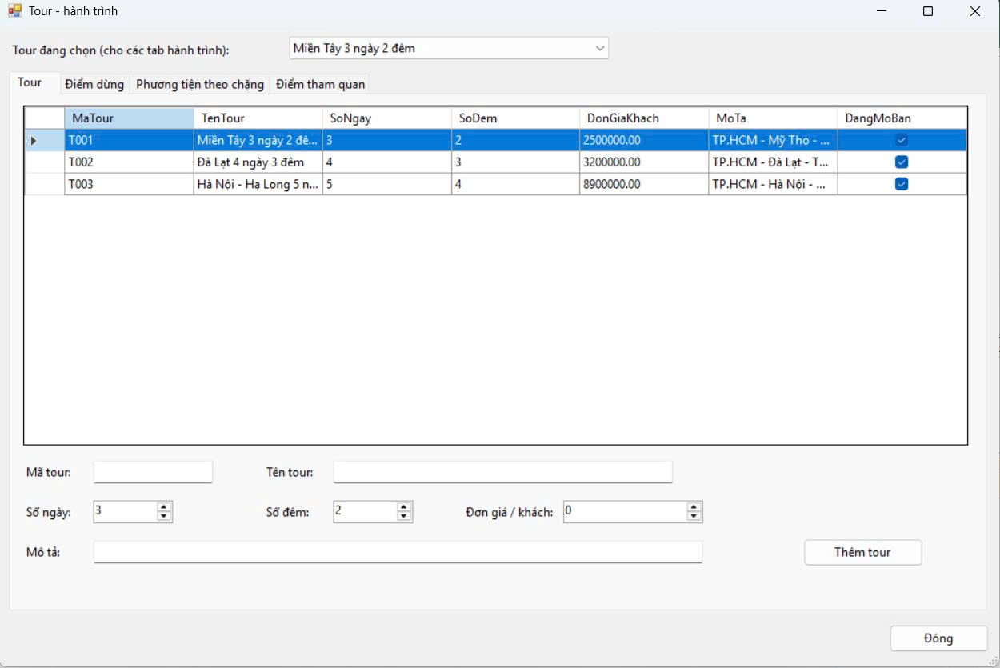 Tour - hành trình
Tour đang chọn (cho các tab hành trình): Miền Tây 3 ngày 2 đêm
Tour Điểm dừng Phương tiện theo chặng Điểm tham quan
MaTour TenTour SoNgay SoDem DonGiaKhach MoTa DangMoBan
T001 Miền Tây 3 ngày 2 đê... 3 2 2500000.00 TP.HCM - Mỹ Tho - ...
T002 Đà Lạt 4 ngày 3 đêm 4 3 3200000.00 TP.HCM - Đà Lạt - T...
T003 Hà Nội - Hạ Long 5 n... 5 4 8900000.00 TP.HCM - Hà Nội - ...
Mã tour: Tên tour:
Số ngày: 3 Số đêm: 2 Đơn giá / khách: 0
Mô tả: Thêm tour
Đóng